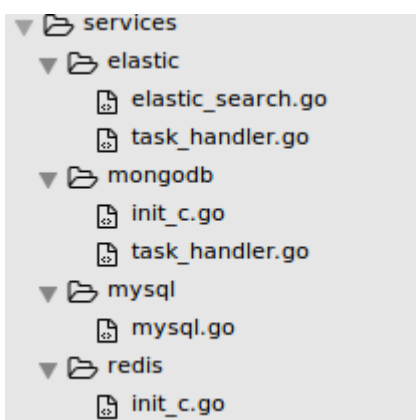 services
elastic
elastic_search.go
task_handler.go
mongodb
init_c.go
task_handler.go
mysql
mysql.go
redis
init_c.go